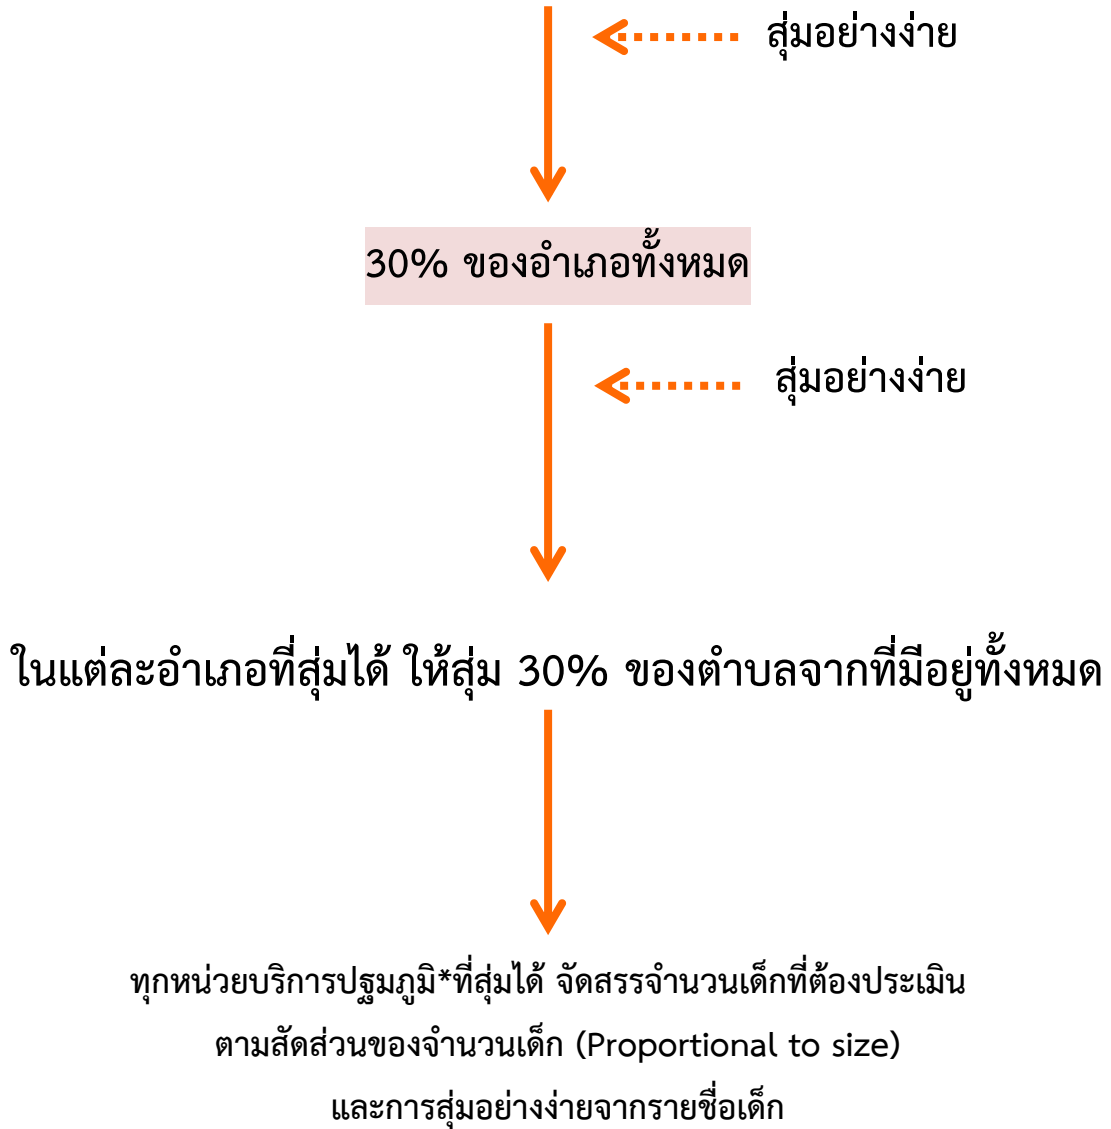 สุ่มอย่างง่าย
30% ของอำเภอทั้งหมด
สุ่มอย่างง่าย
ในแต่ละอำเภอที่สุ่มได้ ให้สุ่ม 30% ของตำบลจากที่มีอยู่ทั้งหมด
ทุกหน่วยบริการปฐมภูมิ*ที่สุ่มได้ จัดสรรจำนวนเด็กที่ต้องประเมิน
ตามสัดส่วนของจำนวนเด็ก (Proportional to size)
และการสุ่มอย่างง่ายจากรายชื่อเด็ก